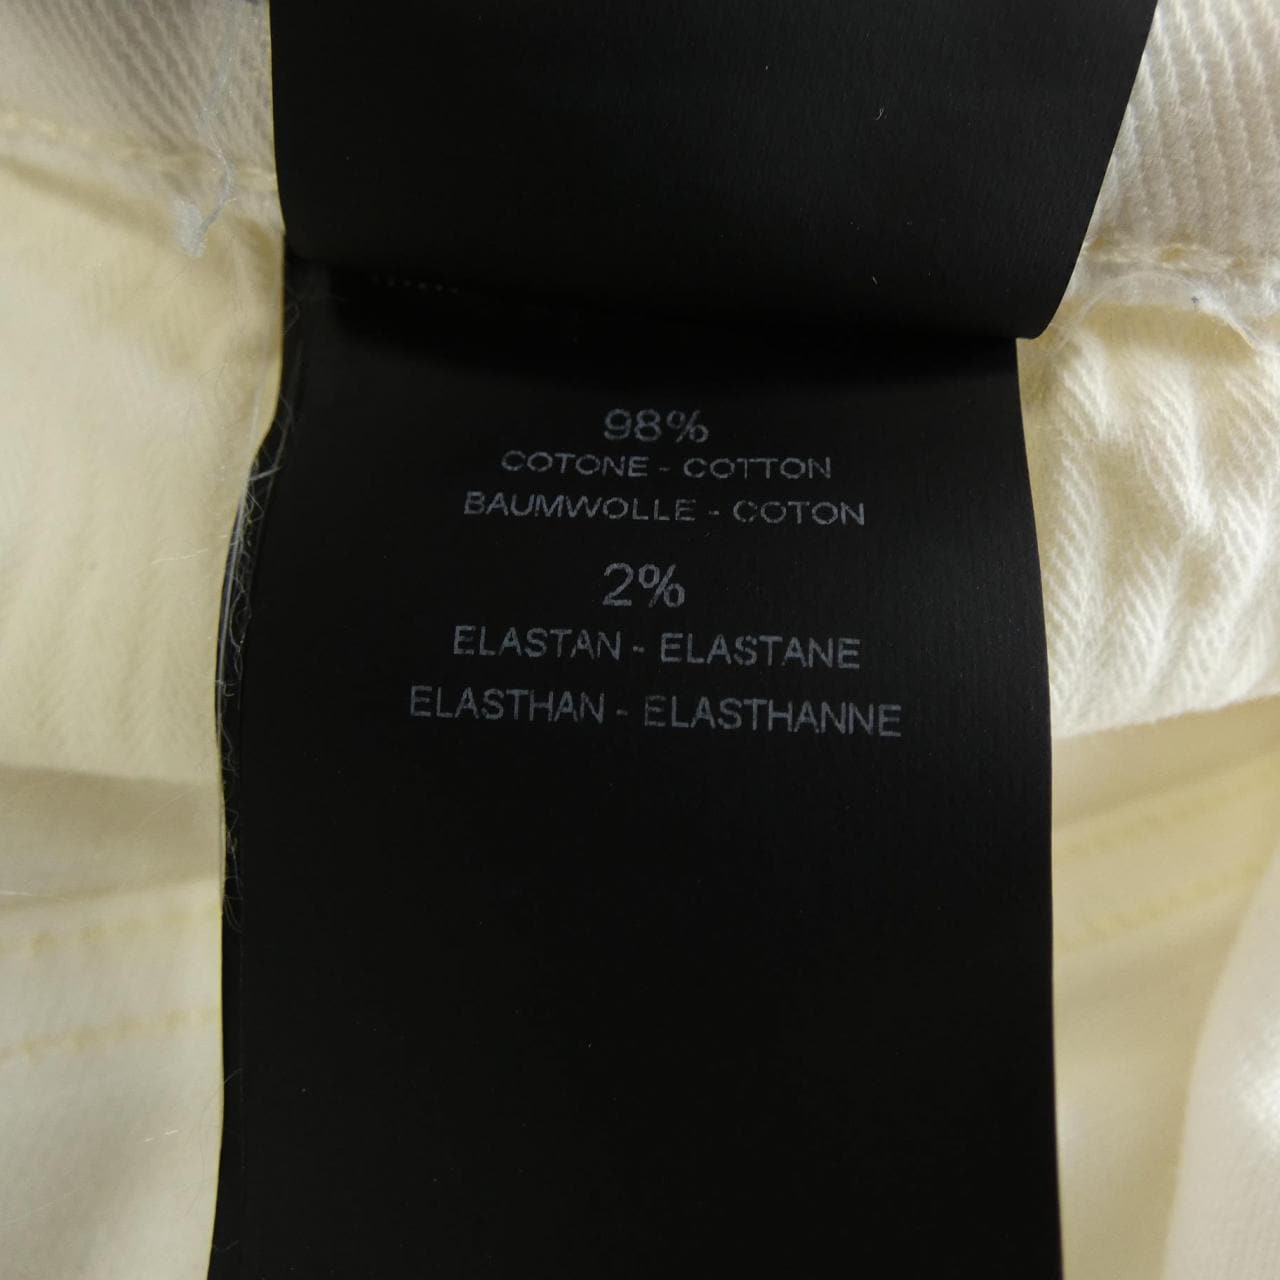 98%
COTONE - COTTON
BAUMWOLLE - COTON
2%
ELASTAN - ELASTANE
ELASTHAN - ELASTHANNE